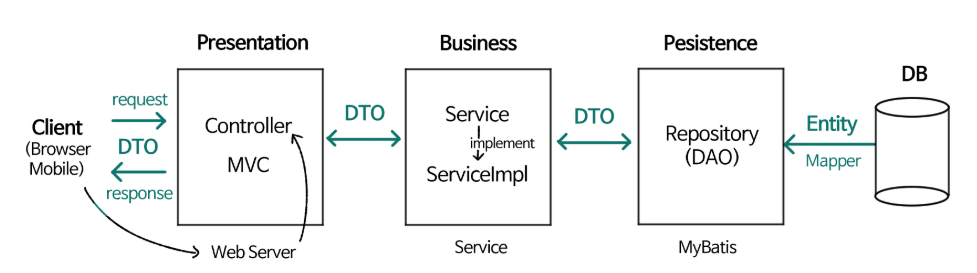 Presentation
Business
Pesistence
DB
request
Client
(Browser
Mobile)
DTO
response
Controller
MVC
Web Server
DTO
Service
implement
ServiceImpl
Service
DTO
Repository
(DAO)
MyBatis
Entity
Mapper